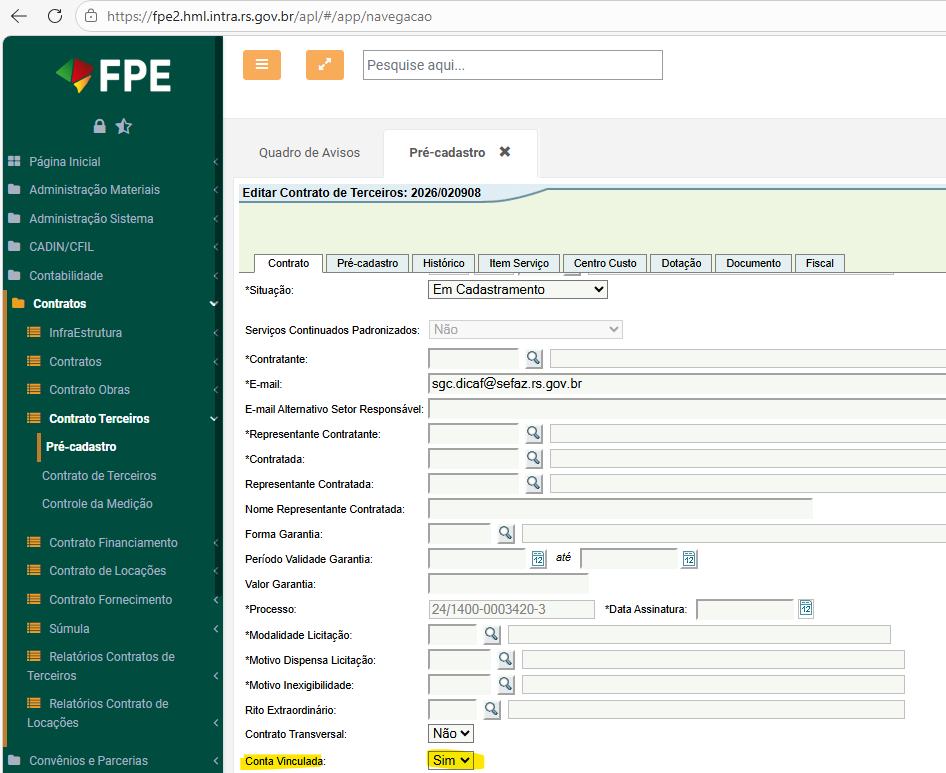 https://fpe2.hml.intra.rs.gov.br/apl/#/app/navegacao
FPE
Pesquise aqui...
Quadro de Avisos
Pré-cadastro
Página Inicial
Administração Materiais
Administração Sistema
CADIN/CFIL
Contabilidade
Contratos
InfraEstrutura
Contratos
Contrato Obras
Contrato Terceiros
Pré-cadastro
Contrato de Terceiros
Controle da Medição
Contrato Financiamento
Contrato de Locações
Contrato Fornecimento
Súmula
Relatórios Contratos de
Terceiros
Relatórios Contrato de
Locações
Convênios e Parcerias
Editar Contrato de Terceiros: 2026/020908
Contrato Pré-cadastro Histórico Item Serviço Centro Custo Dotação Documento Fiscal
*Situação: Em Cadastramento
Serviços Continuados Padronizados: Não
*Contratante:
*E-mail: sgc.dicaf@sefaz.rs.gov.br
E-mail Alternativo Setor Responsável:
*Representante Contratante:
*Contratada:
Representante Contratada:
Nome Representante Contratada:
Forma Garantia:
Período Validade Garantia: 12 até 12
Valor Garantia:
*Processo: 24/1400-0003420-3 *Data Assinatura: 12
*Modalidade Licitação:
*Motivo Dispensa Licitação:
*Motivo Inexigibilidade:
Rito Extraordinário:
Contrato Transversal: Não
Conta Vinculada: Sim